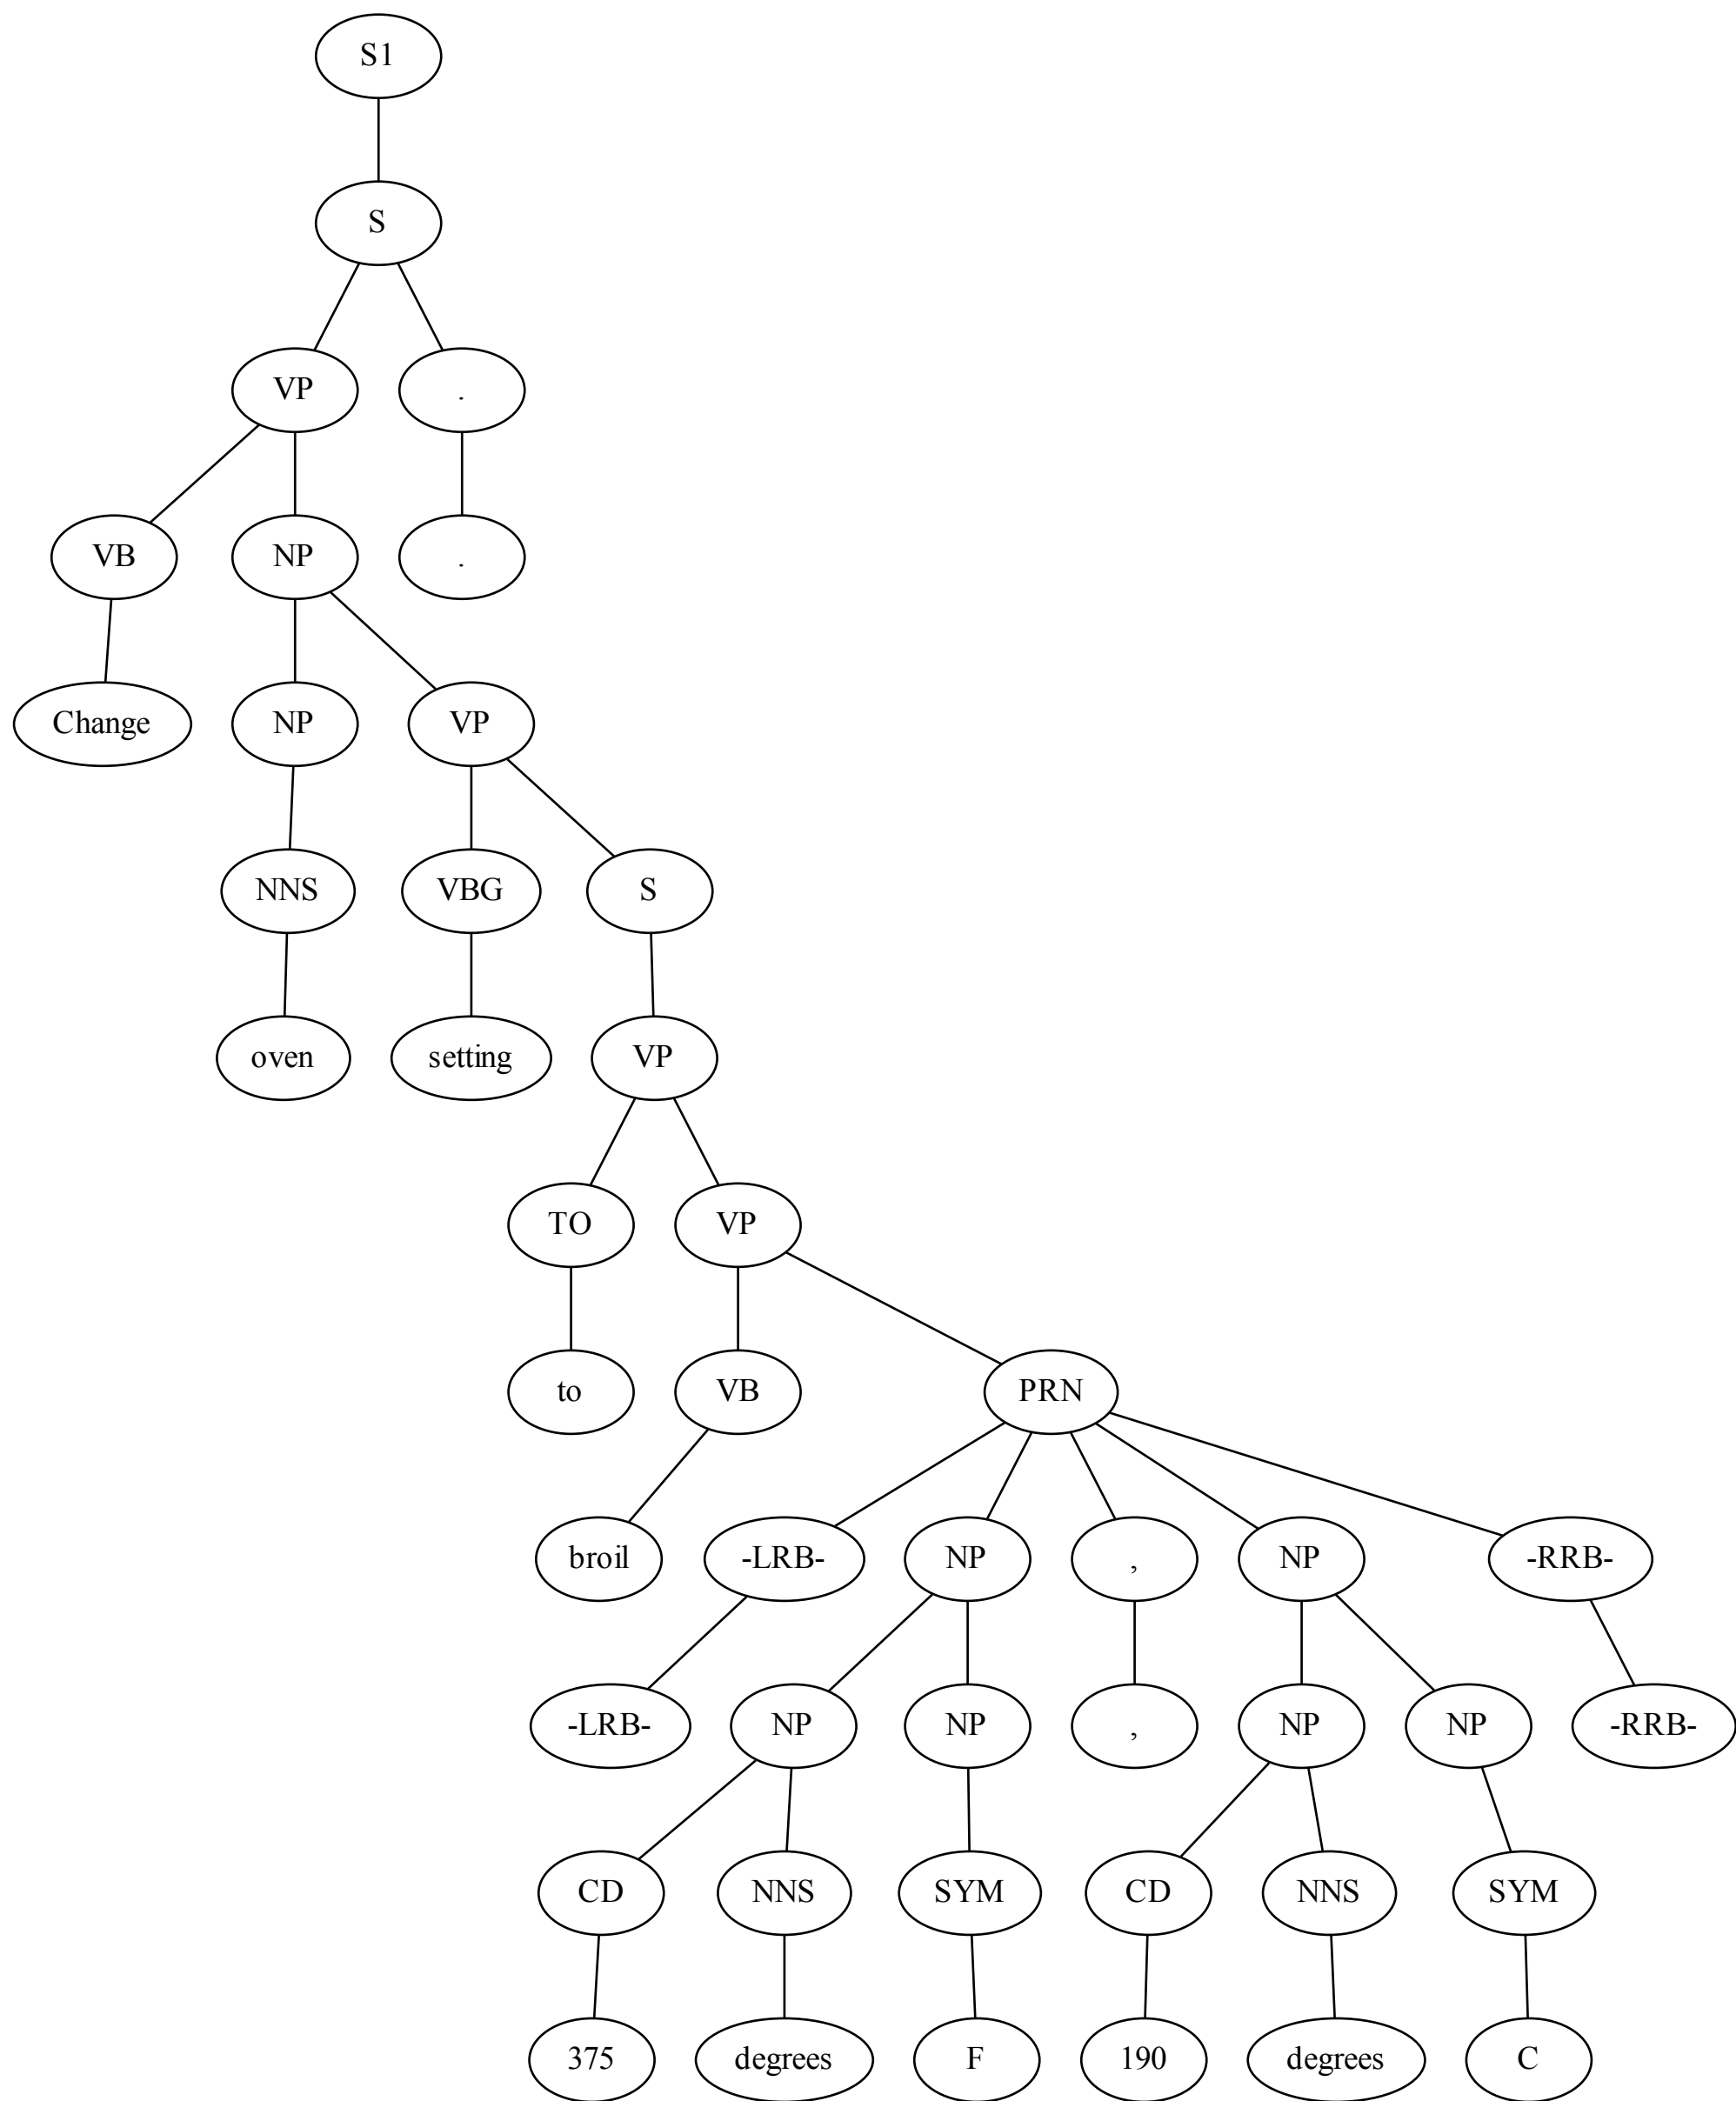 S1
S
VP .
VB NP .
Change NP VP
NNS VBG S
oven setting VP
TO VP
to VB PRN
broil -LRB- NP , NP -RRB-
-LRB- NP NP , NP NP -RRB-
CD NNS SYM CD NNS SYM
375 degrees F 190 degrees C